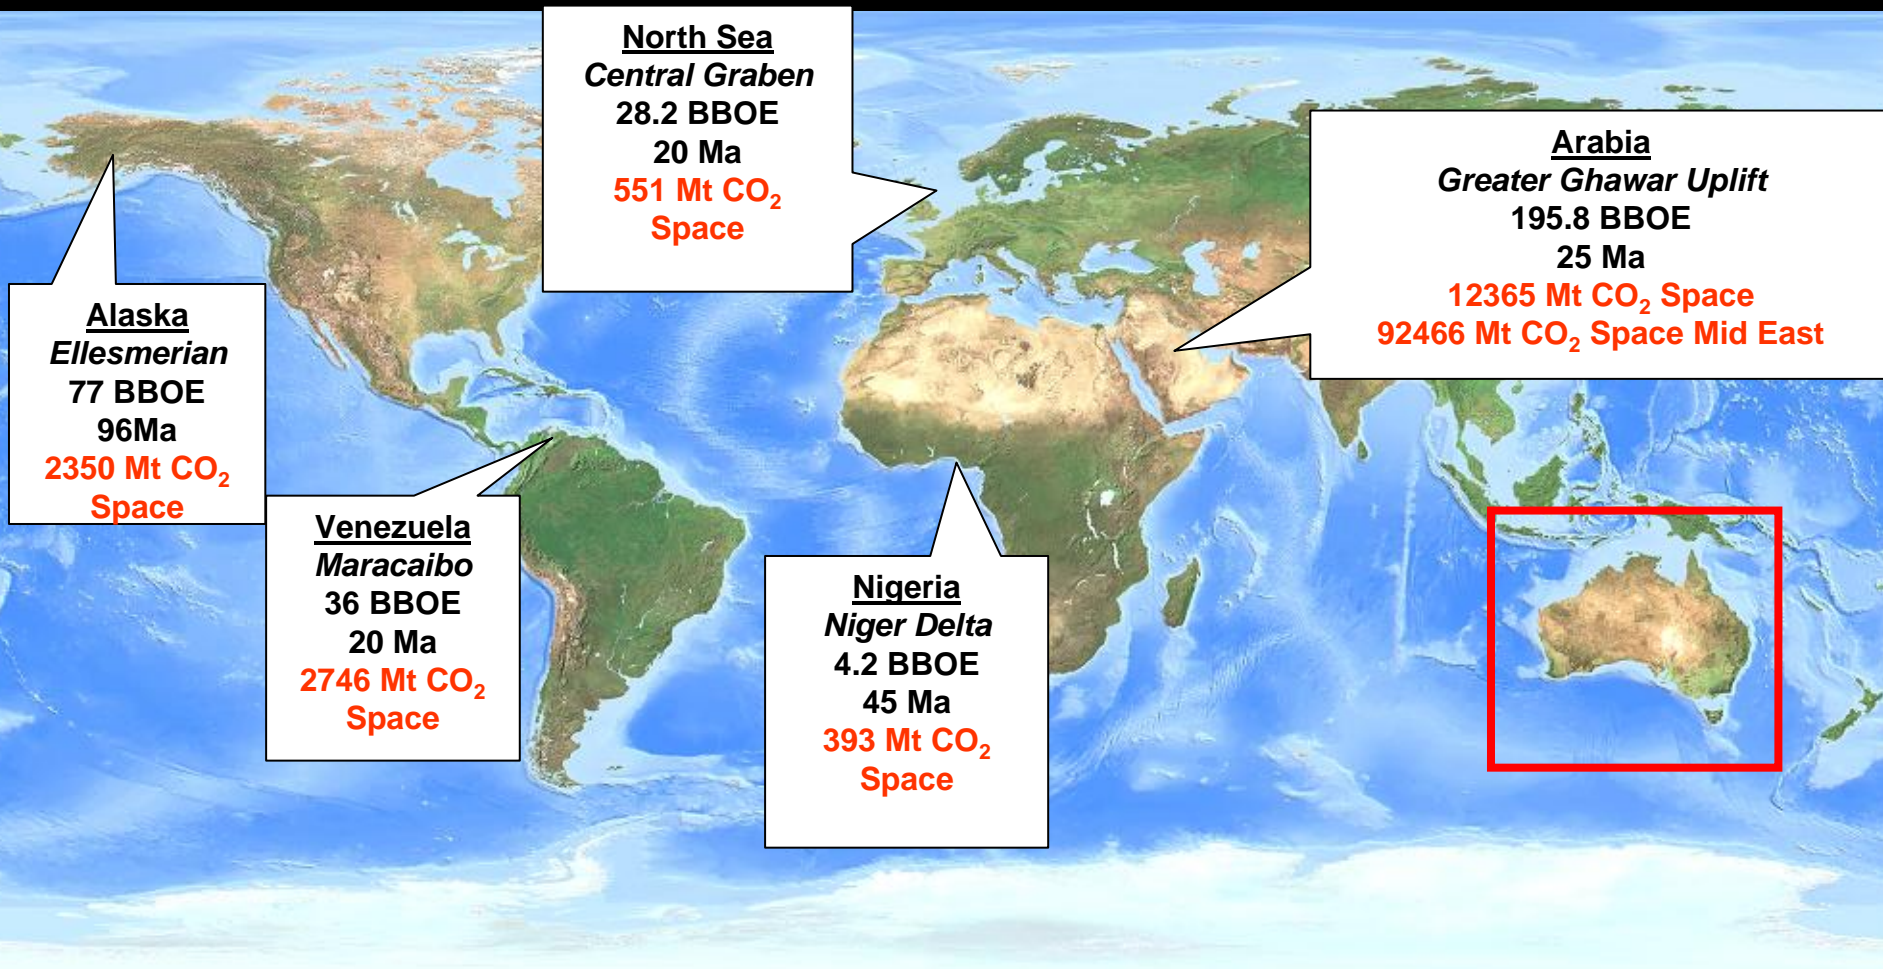 North Sea
Central Graben
28.2 BBOE
20 Ma
551 Mt CO₂
Space
Arabia
Greater Ghawar Uplift
195.8 BBOE
25 Ma
12365 Mt CO₂ Space
92466 Mt CO₂ Space Mid East
Alaska
Ellesmerian
77 BBOE
96Ma
2350 Mt CO₂
Space
Venezuela
Maracaibo
36 BBOE
20 Ma
2746 Mt CO₂
Space
Nigeria
Niger Delta
4.2 BBOE
45 Ma
393 Mt CO₂
Space